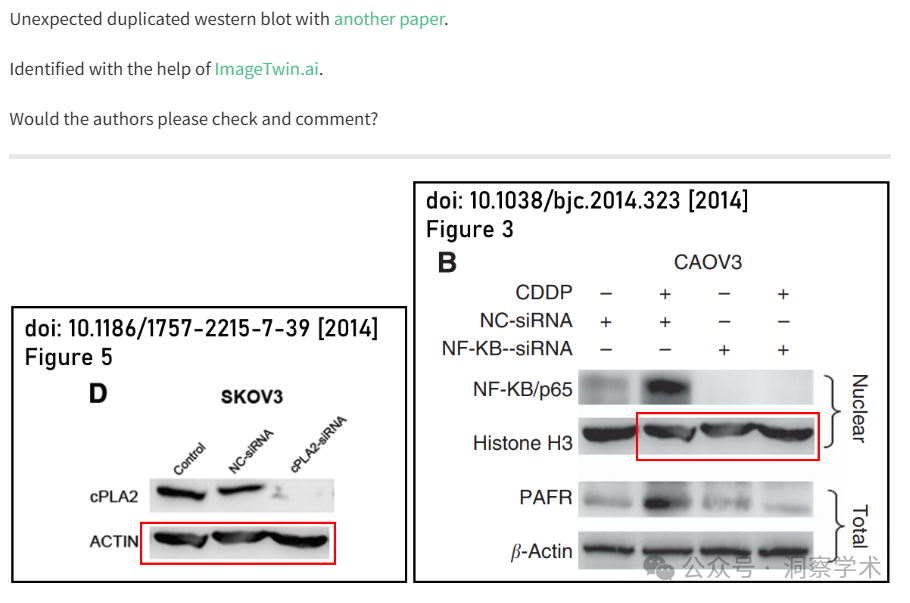 Unexpected duplicated western blot with another paper.
Identified with the help of ImageTwin.ai.
Would the authors please check and comment?
doi: 10.1186/1757-2215-7-39 [2014]
Figure 5
D
SKOV3
Control NC-siRNA cPLA2-siRNA
cPLA2
ACTIN
doi: 10.1038/bjc.2014.323 [2014]
Figure 3
B
CAOV3
CDDP − + − +
NC-siRNA + + − −
NF-KB--siRNA − − + +
NF-KB/p65
Histone H3
Nuclear
PAFR
β-Actin
Total
公众号 · 洞察学术